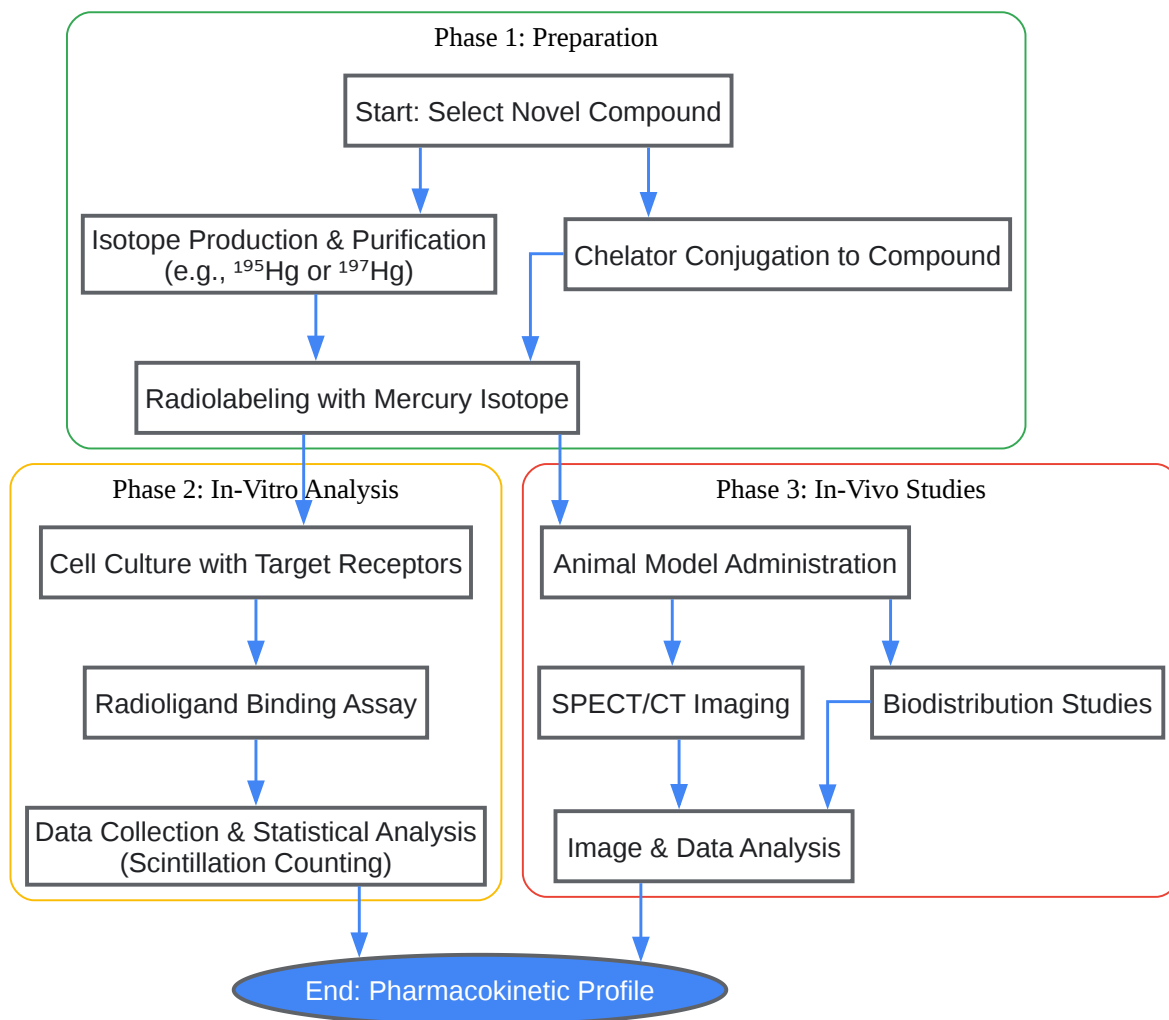 Phase 1: Preparation
Start: Select Novel Compound
Isotope Production & Purification
(e.g., ¹⁹⁵Hg or ¹⁹⁷Hg)
Chelator Conjugation to Compound
Radiolabeling with Mercury Isotope
Phase 2: In-Vitro Analysis
Cell Culture with Target Receptors
Radioligand Binding Assay
Data Collection & Statistical Analysis
(Scintillation Counting)
Phase 3: In-Vivo Studies
Animal Model Administration
SPECT/CT Imaging
Biodistribution Studies
Image & Data Analysis
End: Pharmacokinetic Profile